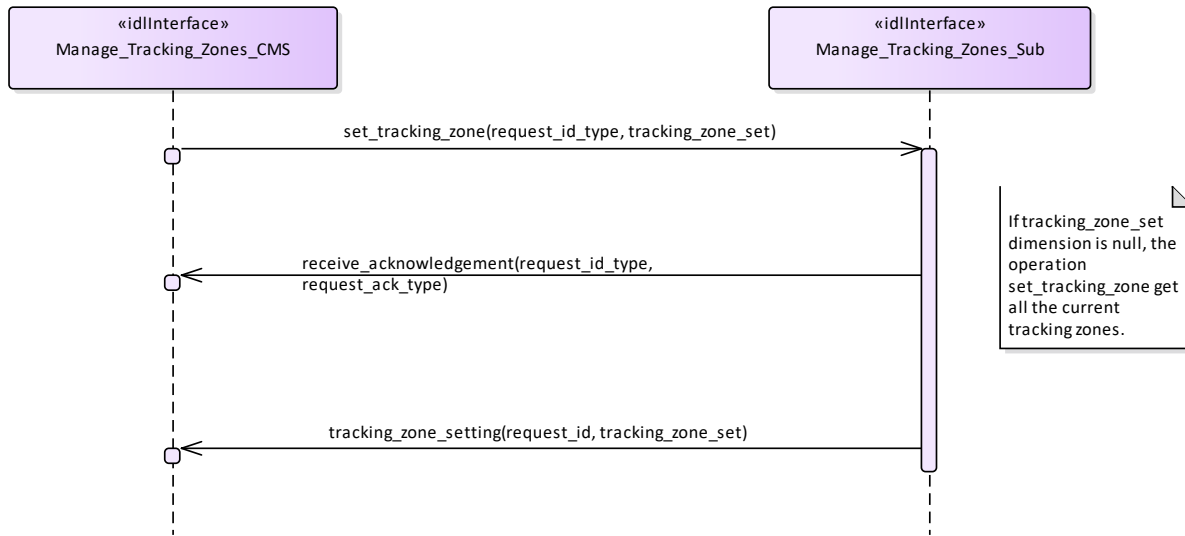 «idlInterface»
Manage_Tracking_Zones_CMS
«idlInterface»
Manage_Tracking_Zones_Sub
set_tracking_zone(request_id_type, tracking_zone_set)
If tracking_zone_set
dimension is null, the
operation
set_tracking_zone get
all the current
tracking zones.
receive_acknowledgement(request_id_type,
request_ack_type)
tracking_zone_setting(request_id, tracking_zone_set)